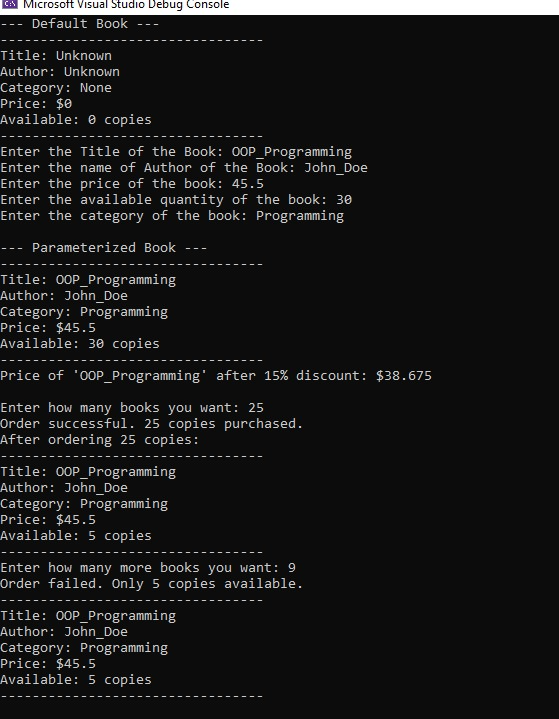 Microsoft Visual Studio Debug Console
--- Default Book ---
---------------------------------
Title: Unknown
Author: Unknown
Category: None
Price: $0
Available: 0 copies
---------------------------------
Enter the Title of the Book: OOP_Programming
Enter the name of Author of the Book: John_Doe
Enter the price of the book: 45.5
Enter the available quantity of the book: 30
Enter the category of the book: Programming
--- Parameterized Book ---
---------------------------------
Title: OOP_Programming
Author: John_Doe
Category: Programming
Price: $45.5
Available: 30 copies
---------------------------------
Price of 'OOP_Programming' after 15% discount: $38.675
Enter how many books you want: 25
Order successful. 25 copies purchased.
After ordering 25 copies:
---------------------------------
Title: OOP_Programming
Author: John_Doe
Category: Programming
Price: $45.5
Available: 5 copies
---------------------------------
Enter how many more books you want: 9
Order failed. Only 5 copies available.
---------------------------------
Title: OOP_Programming
Author: John_Doe
Category: Programming
Price: $45.5
Available: 5 copies
---------------------------------